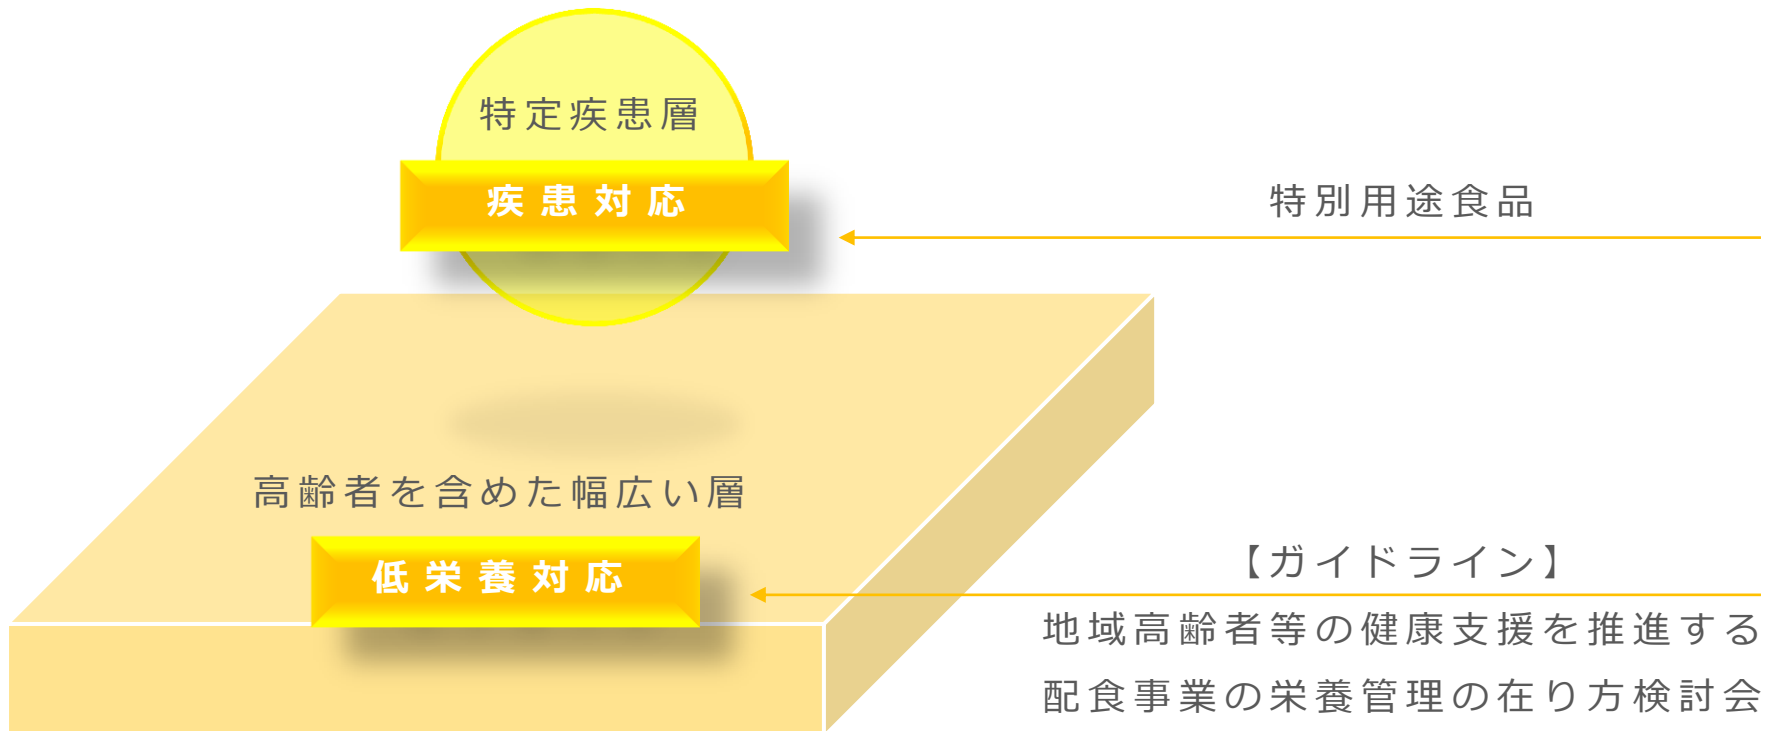 特定疾患層
疾患対応
特別用途食品
高齢者を含めた幅広い層
低栄養対応
【ガイドライン】
地域高齢者等の健康支援を推進する
配食事業の栄養管理の在り方検討会